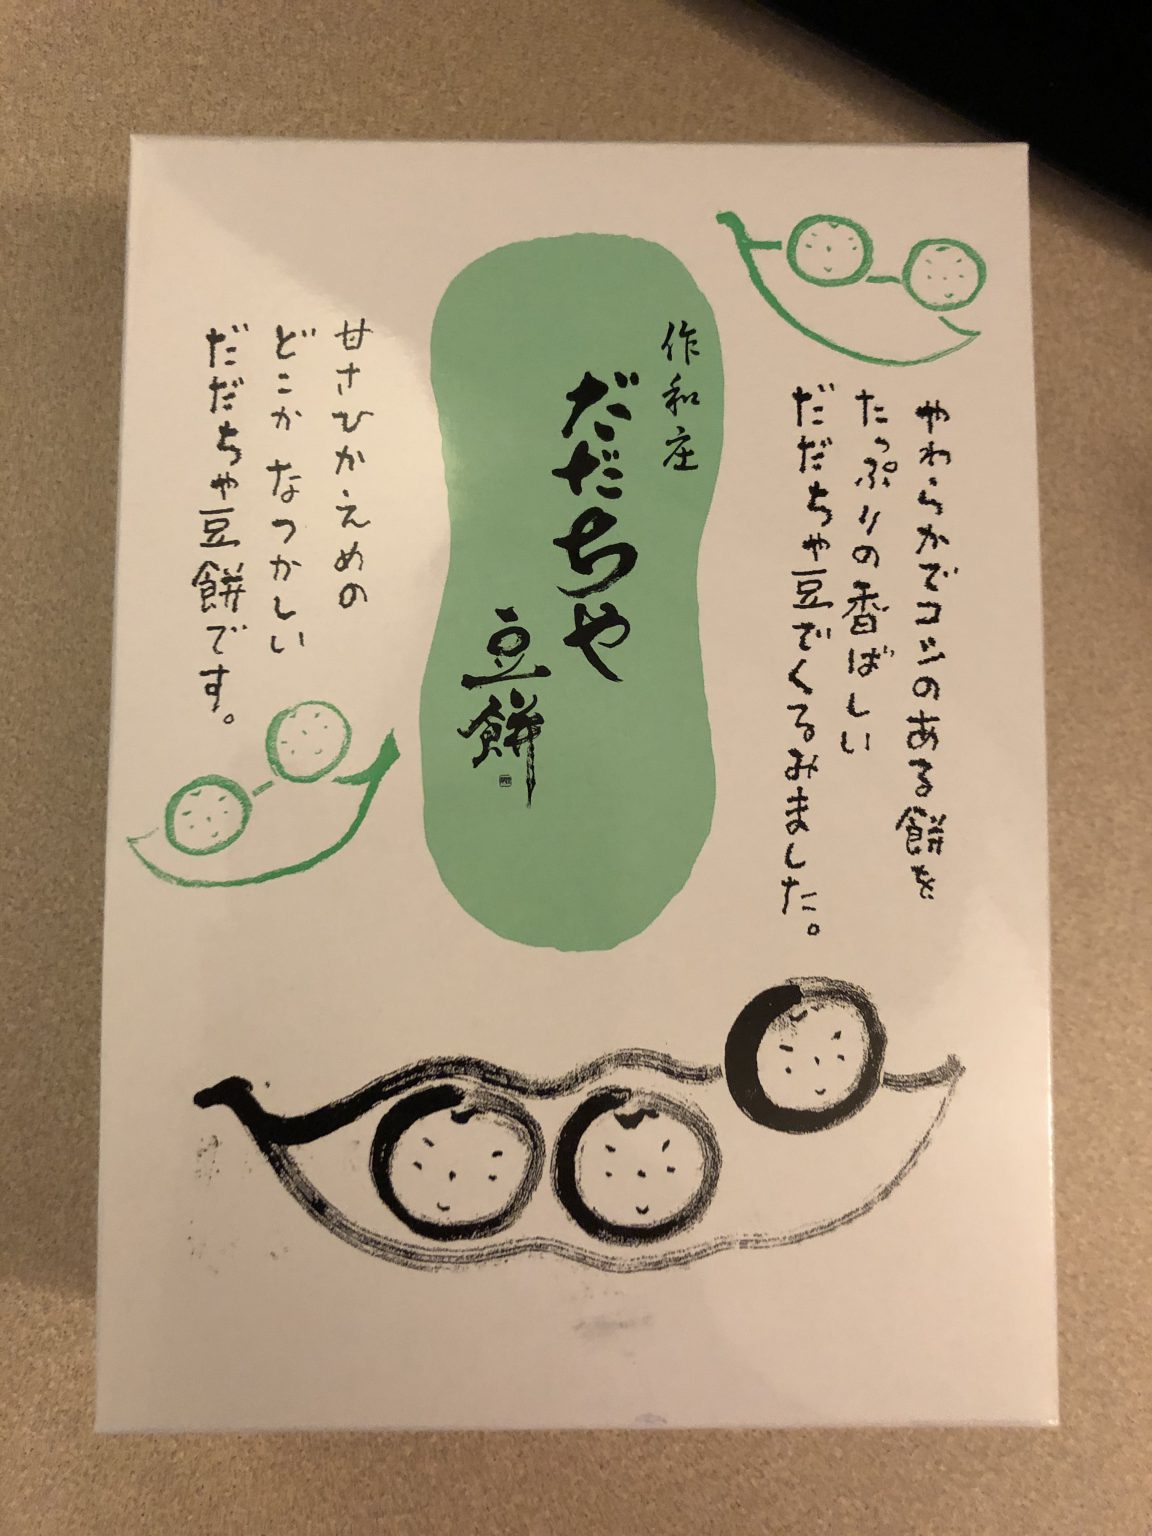 やわらかでコシのある餅を
たっぷりの香ばしい
だだちゃ豆でくるみました。
作和庄
だだちや
豆餅
甘さひかえめの
どこかなつかしい
だだちゃ豆餅です。